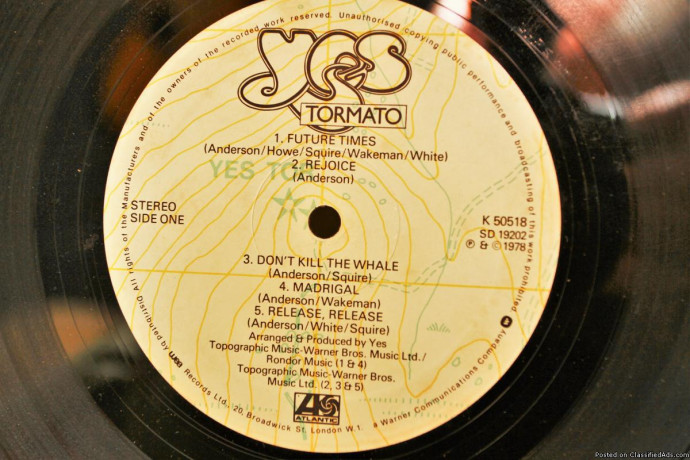 YES
TORMATO
1. FUTURE TIMES
(Anderson/Howe/Squire/Wakeman/White)
2. REJOICE
(Anderson)
YES TO
STEREO
SIDE ONE
K 50518
SD 19202
℗ & © 1978
3. DON'T KILL THE WHALE
(Anderson/Squire)
4. MADRIGAL
(Anderson/Wakeman)
5. RELEASE, RELEASE
(Anderson/White/Squire)
Arranged & Produced by Yes
Topographic Music-Warner Bros. Music Ltd./
Rondor Music (1 & 4)
Topographic Music-Warner Bros.
Music Ltd. (2, 3 & 5)
ATLANTIC
All rights of the Manufacturers and of the owners of the recorded work reserved. Unauthorised copying public performance and broadcasting of this work prohibited.
Distributed by wea Records Ltd., 20, Broadwick St. London W.1. a Warner Communications Company
Posted on ClassifiedAds.com